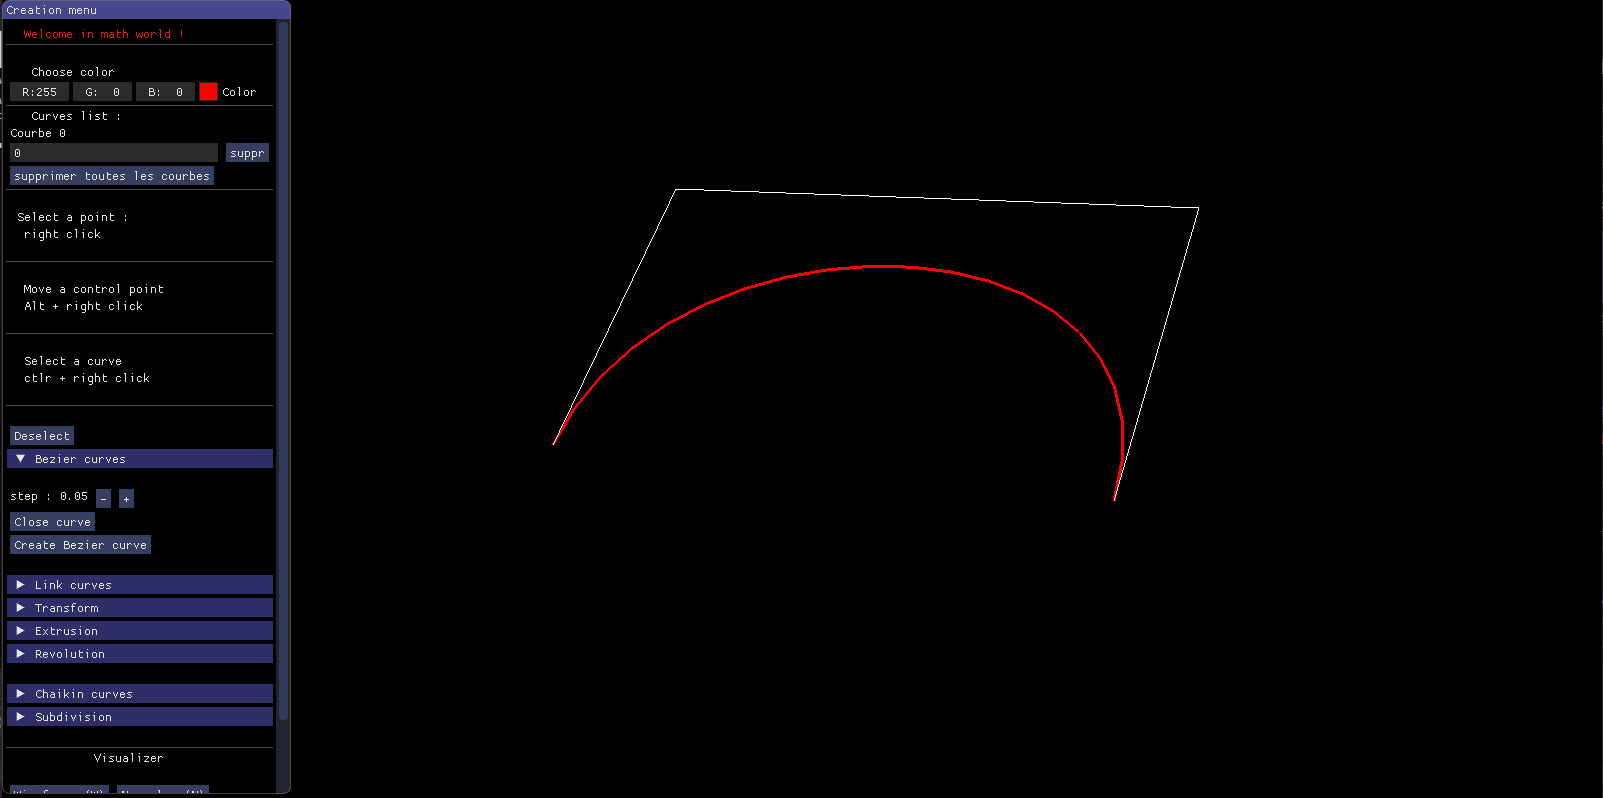 Creation menu
Welcome in math world !
Choose color
R:255 G: 0 B: 0 Color
Curves list :
Courbe 0
0 suppr
supprimer toutes les courbes
Select a point :
right click
Move a control point
Alt + right click
Select a curve
ctlr + right click
Deselect
Bezier curves
step : 0.05 - +
Close curve
Create Bezier curve
Link curves
Transform
Extrusion
Revolution
Chaikin curves
Subdivision
Visualizer